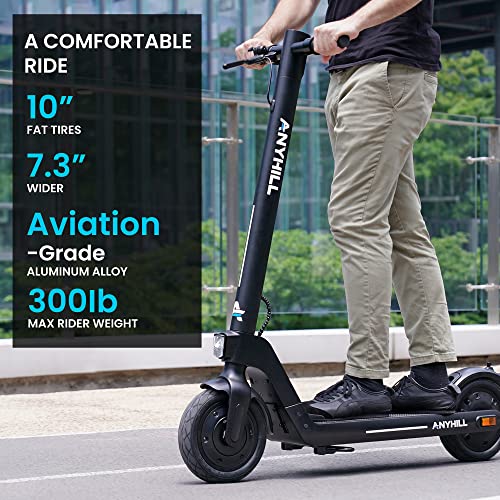 A COMFORTABLE
RIDE
10”
FAT TIRES
7.3”
WIDER
Aviation
-Grade
ALUMINUM ALLOY
300lb
MAX RIDER WEIGHT
ANYHILL
ANYHILL